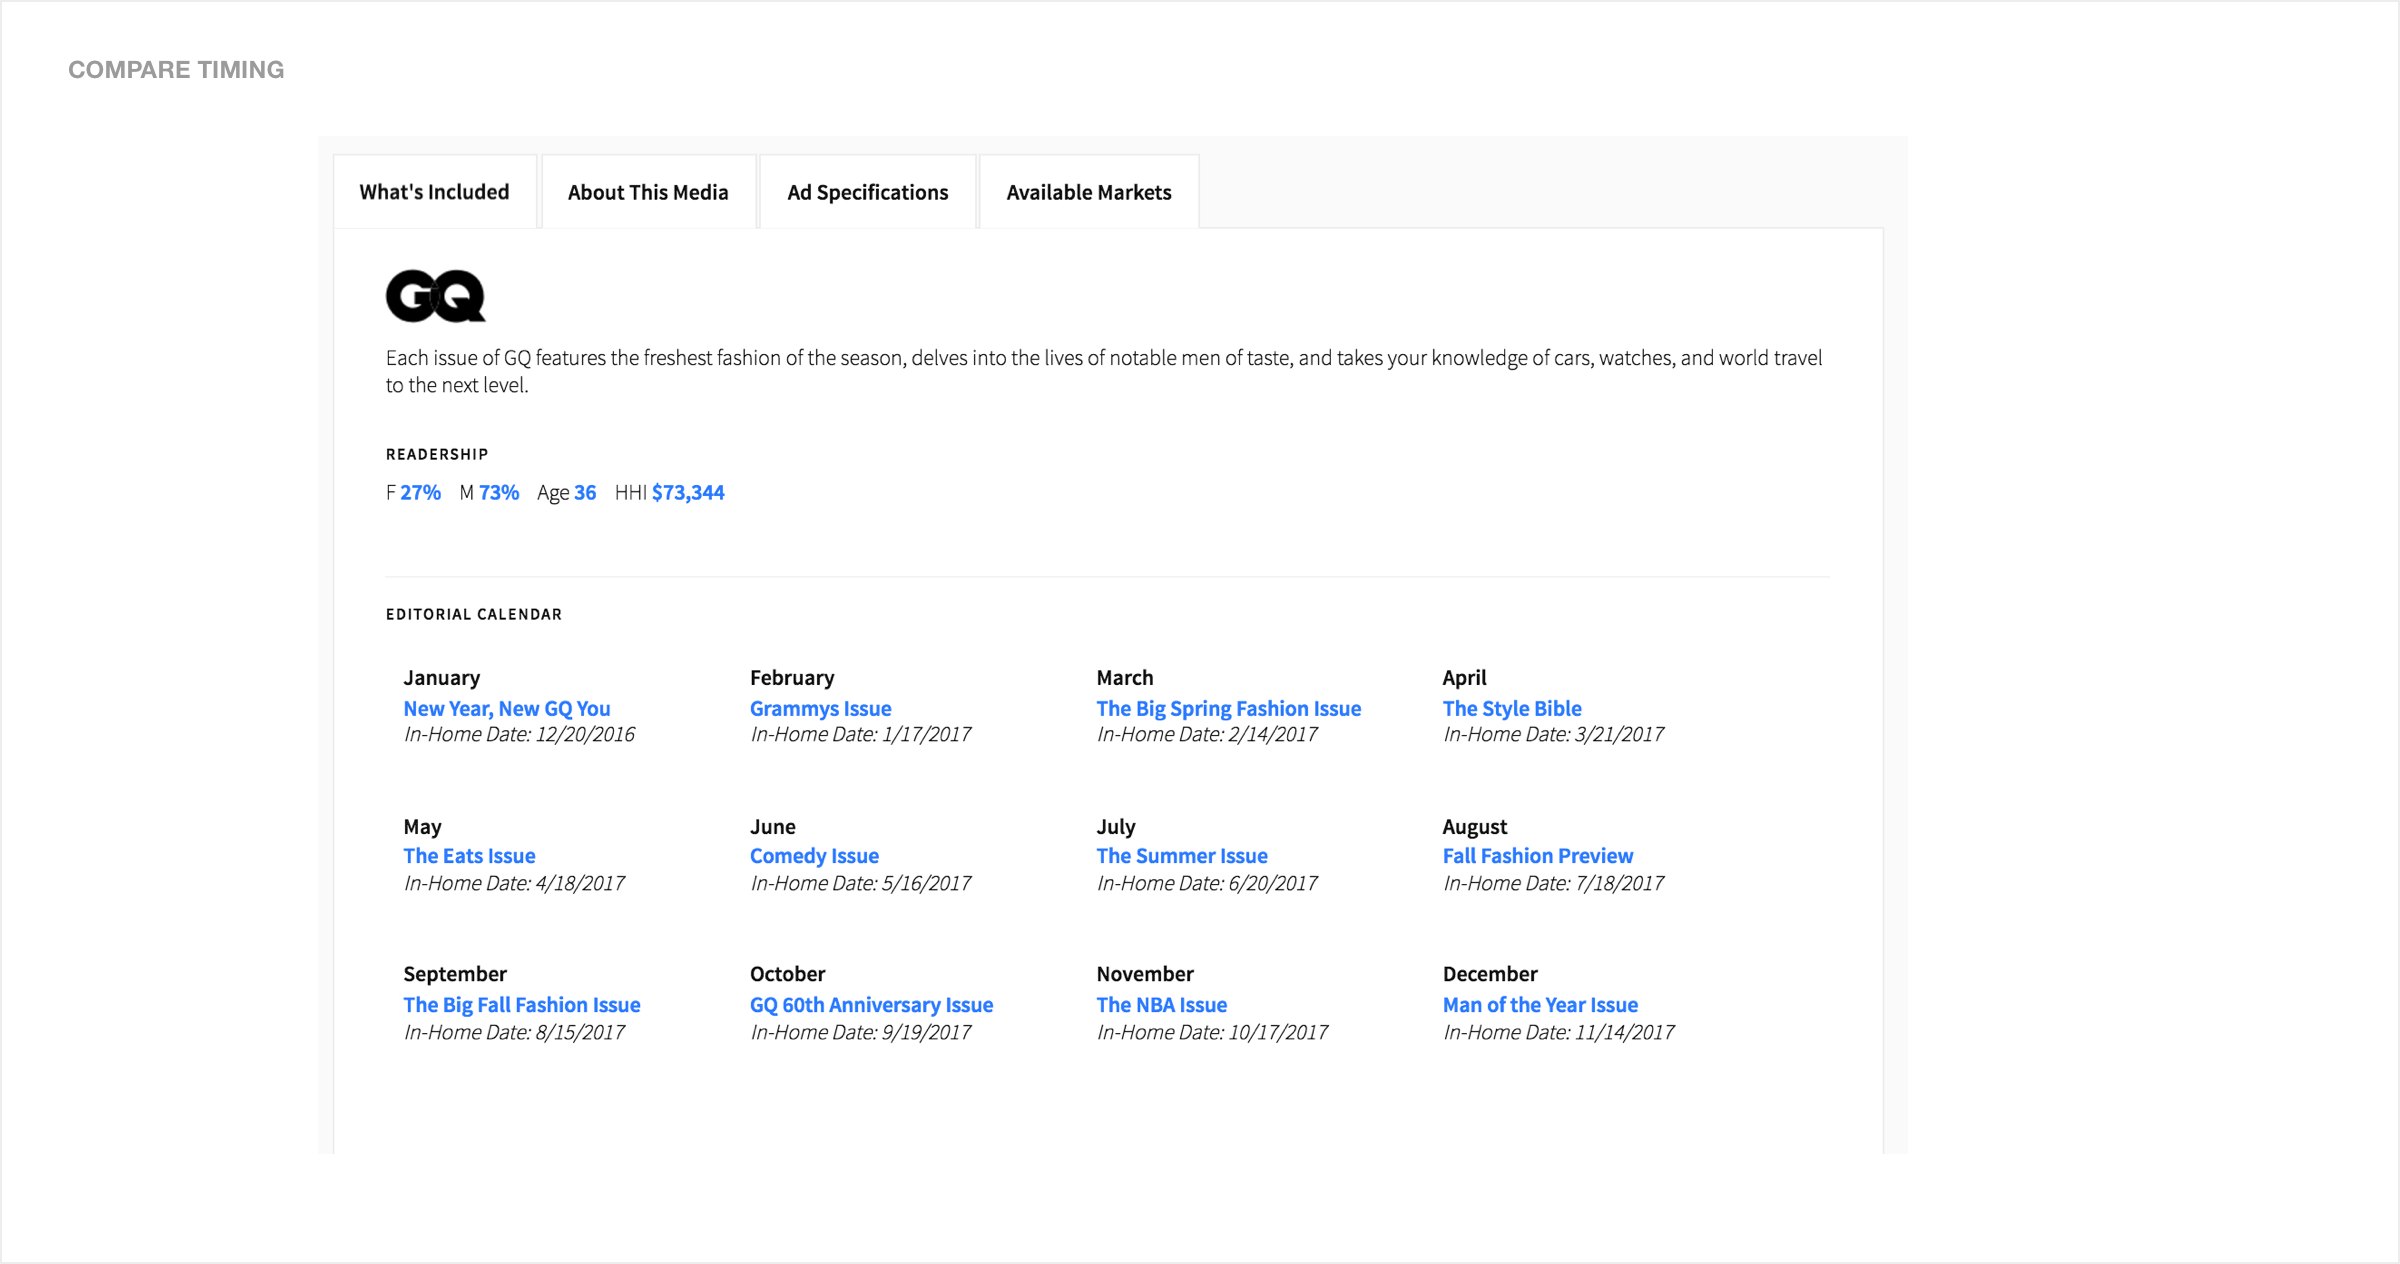 COMPARE TIMING
What's Included
About This Media
Ad Specifications
Available Markets
GQ
Each issue of GQ features the freshest fashion of the season, delves into the lives of notable men of taste, and takes your knowledge of cars, watches, and world travel
to the next level.
READERSHIP
F 27% M 73% Age 36 HHI $73,344
EDITORIAL CALENDAR
January
New Year, New GQ You
In-Home Date: 12/20/2016
February
Grammys Issue
In-Home Date: 1/17/2017
March
The Big Spring Fashion Issue
In-Home Date: 2/14/2017
April
The Style Bible
In-Home Date: 3/21/2017
May
The Eats Issue
In-Home Date: 4/18/2017
June
Comedy Issue
In-Home Date: 5/16/2017
July
The Summer Issue
In-Home Date: 6/20/2017
August
Fall Fashion Preview
In-Home Date: 7/18/2017
September
The Big Fall Fashion Issue
In-Home Date: 8/15/2017
October
GQ 60th Anniversary Issue
In-Home Date: 9/19/2017
November
The NBA Issue
In-Home Date: 10/17/2017
December
Man of the Year Issue
In-Home Date: 11/14/2017